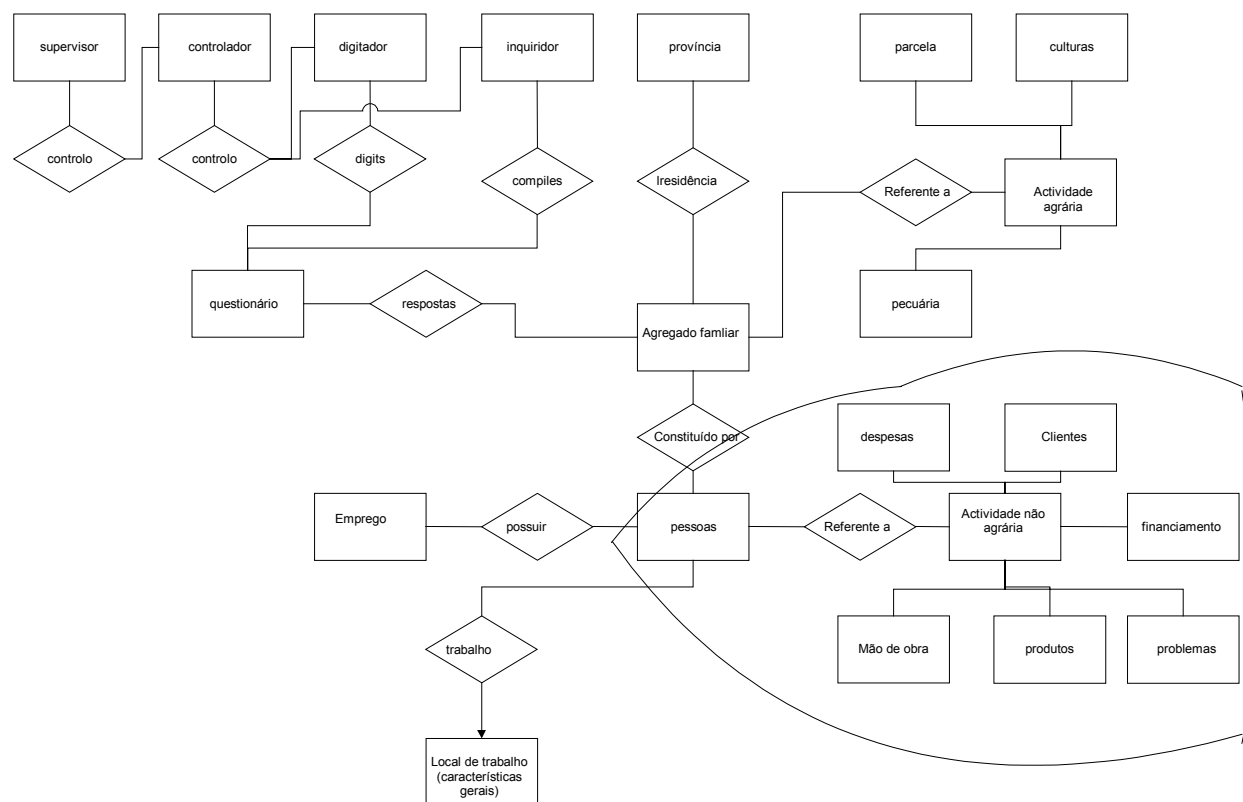 supervisor
controlador
digitador
inquiridor
província
parcela
culturas
controlo
controlo
digits
compiles
Iresidência
Referente a
Actividade
agrária
questionário
respostas
Agregado famliar
pecuária
Constituído por
despesas
Clientes
Emprego
possuir
pessoas
Referente a
Actividade não
agrária
financiamento
trabalho
Mão de obra
produtos
problemas
Local de trabalho
(características
gerais)